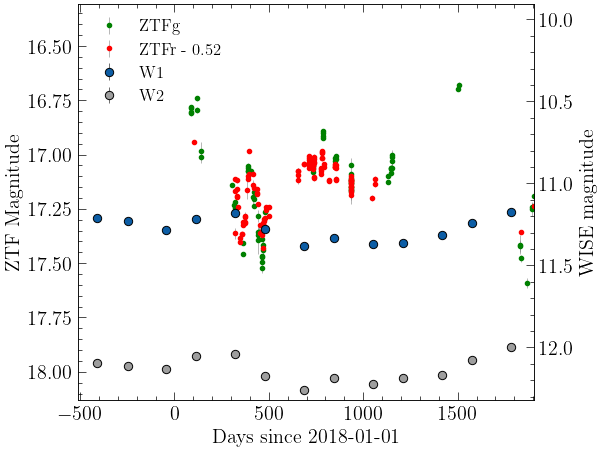 ZTFg
ZTFr - 0.52
W1
W2
16.50
16.75
17.00
17.25
17.50
17.75
18.00
ZTF Magnitude
10.0
10.5
11.0
11.5
12.0
WISE magnitude
−500
0
500
1000
1500
Days since 2018-01-01